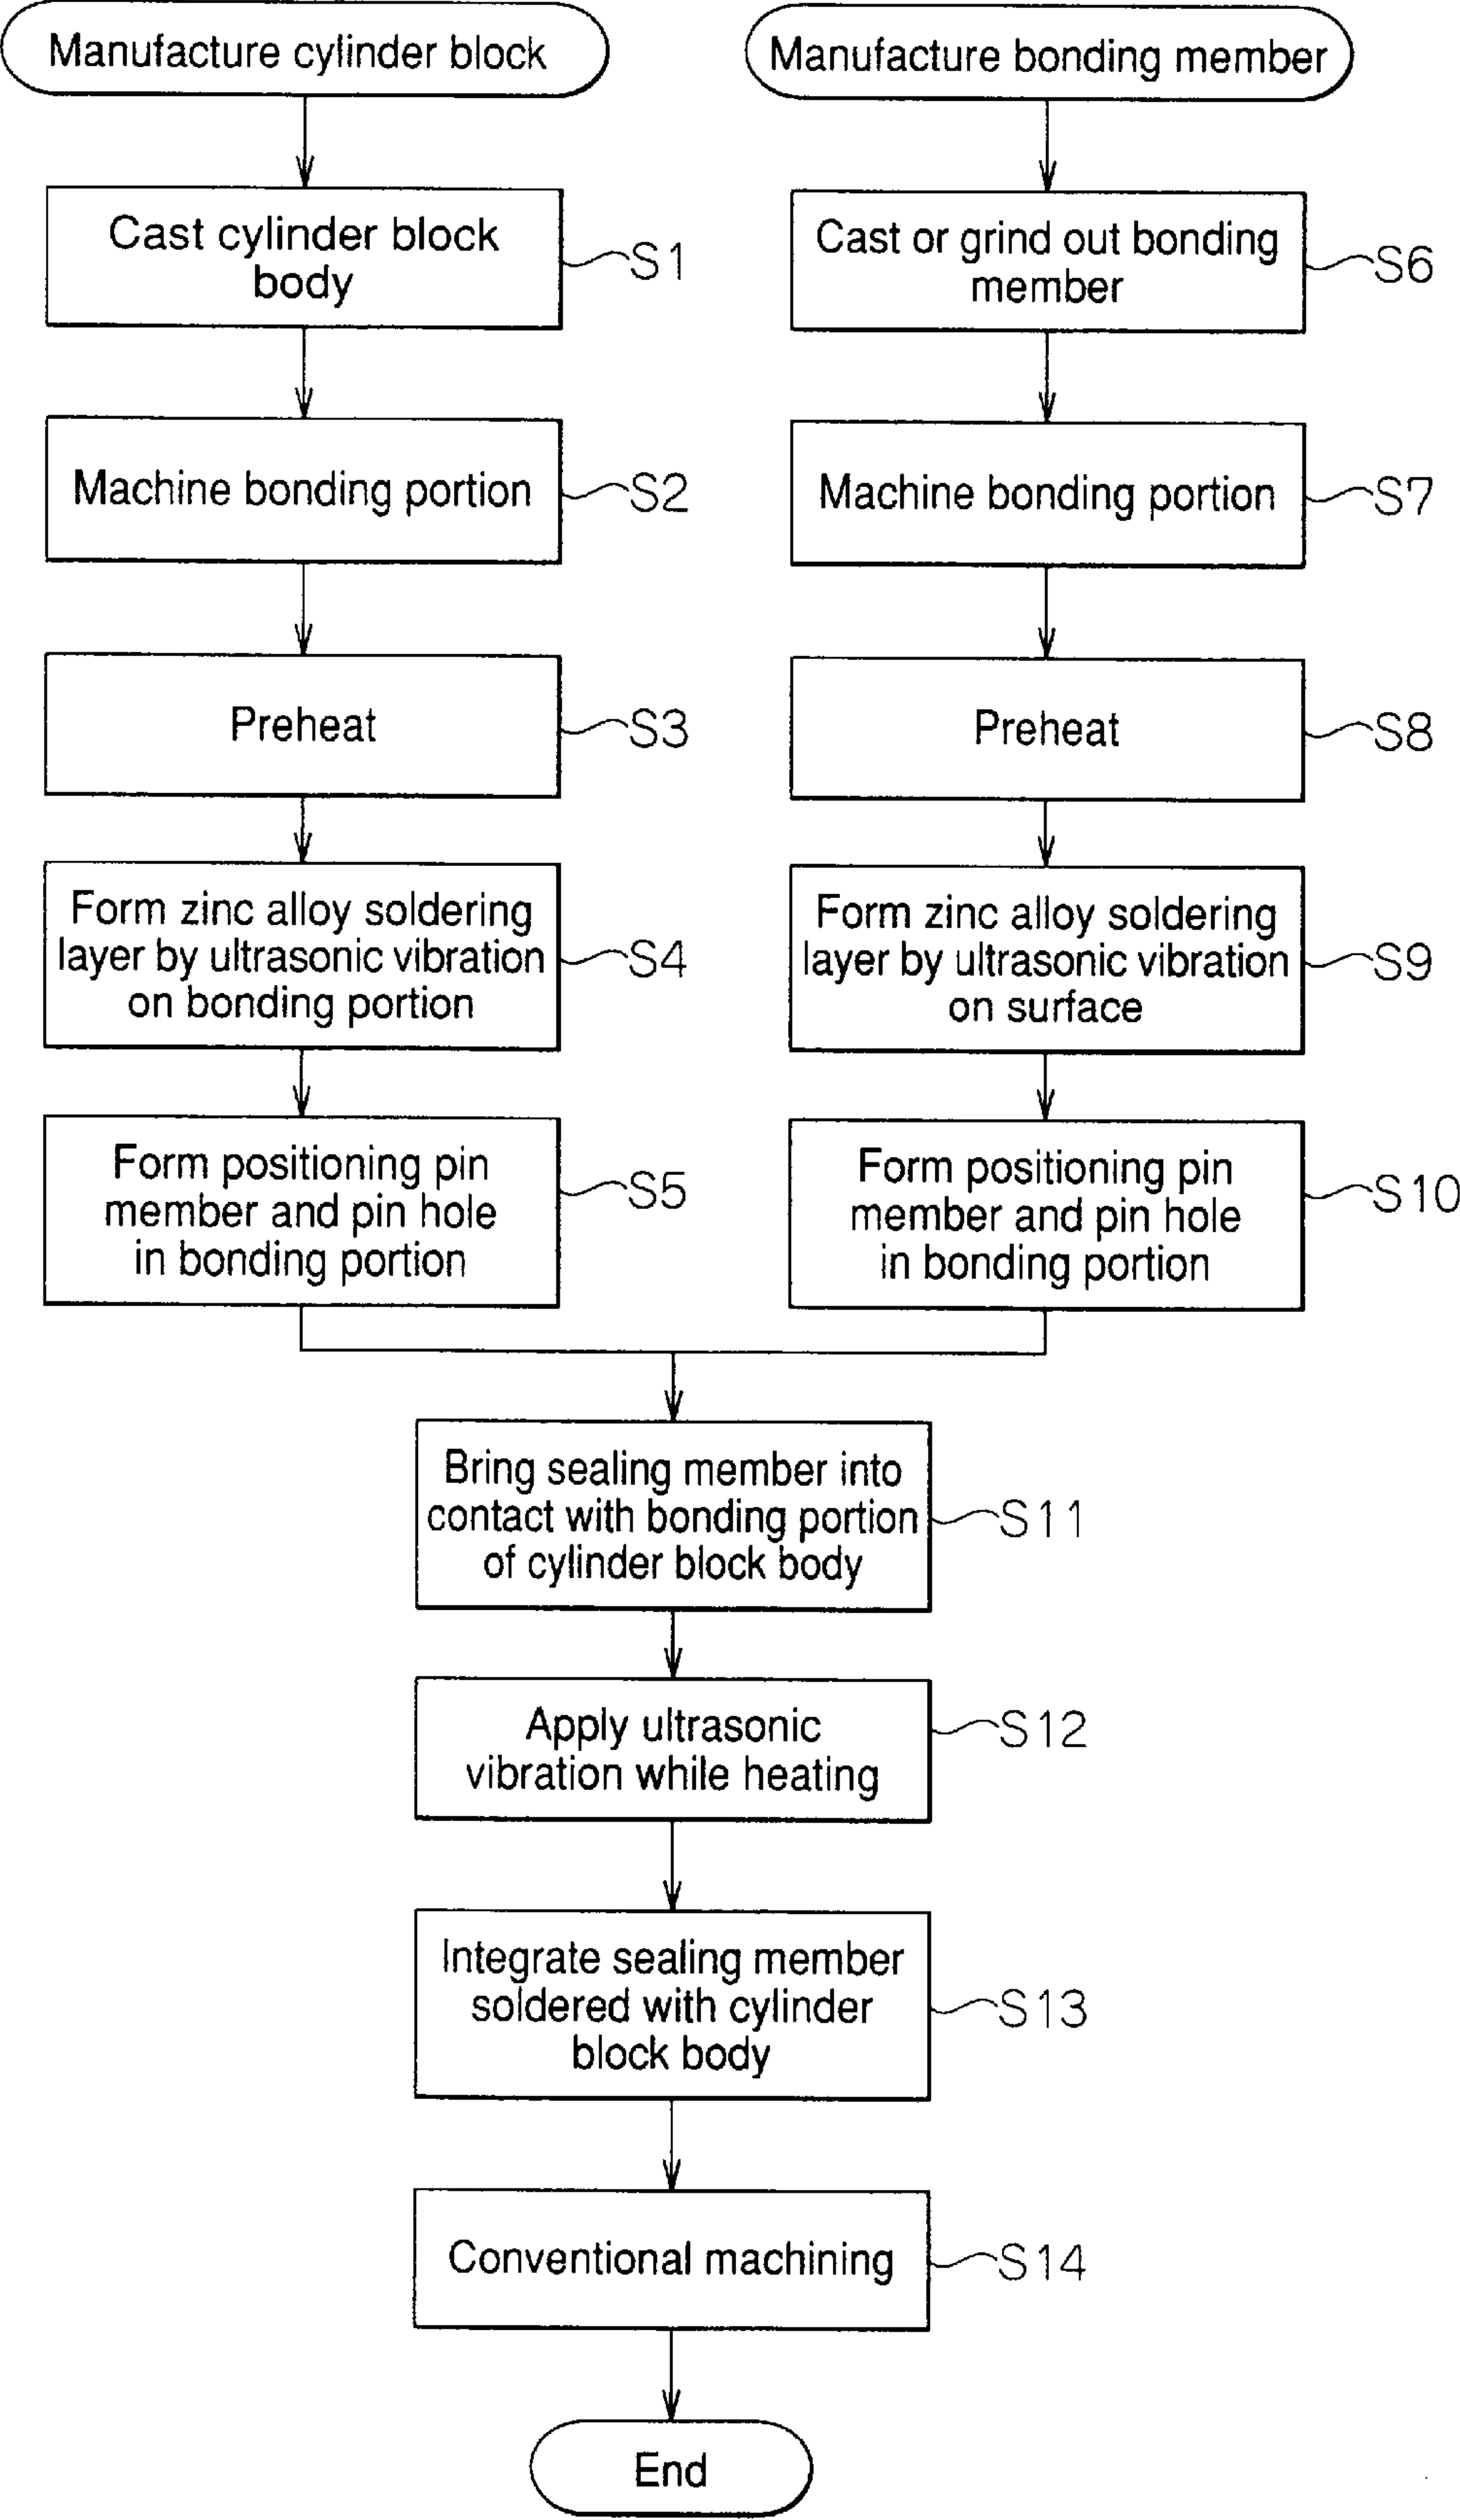 Manufacture cylinder block
Cast cylinder block
body
S1
Machine bonding portion
S2
Preheat
S3
Form zinc alloy soldering
layer by ultrasonic vibration
on bonding portion
S4
Form positioning pin
member and pin hole
in bonding portion
S5
Manufacture bonding member
Cast or grind out bonding
member
S6
Machine bonding portion
S7
Preheat
S8
Form zinc alloy soldering
layer by ultrasonic vibration
on surface
S9
Form positioning pin
member and pin hole
in bonding portion
S10
Bring sealing member into
contact with bonding portion
of cylinder block body
S11
Apply ultrasonic
vibration while heating
S12
Integrate sealing member
soldered with cylinder
block body
S13
Conventional machining
S14
End